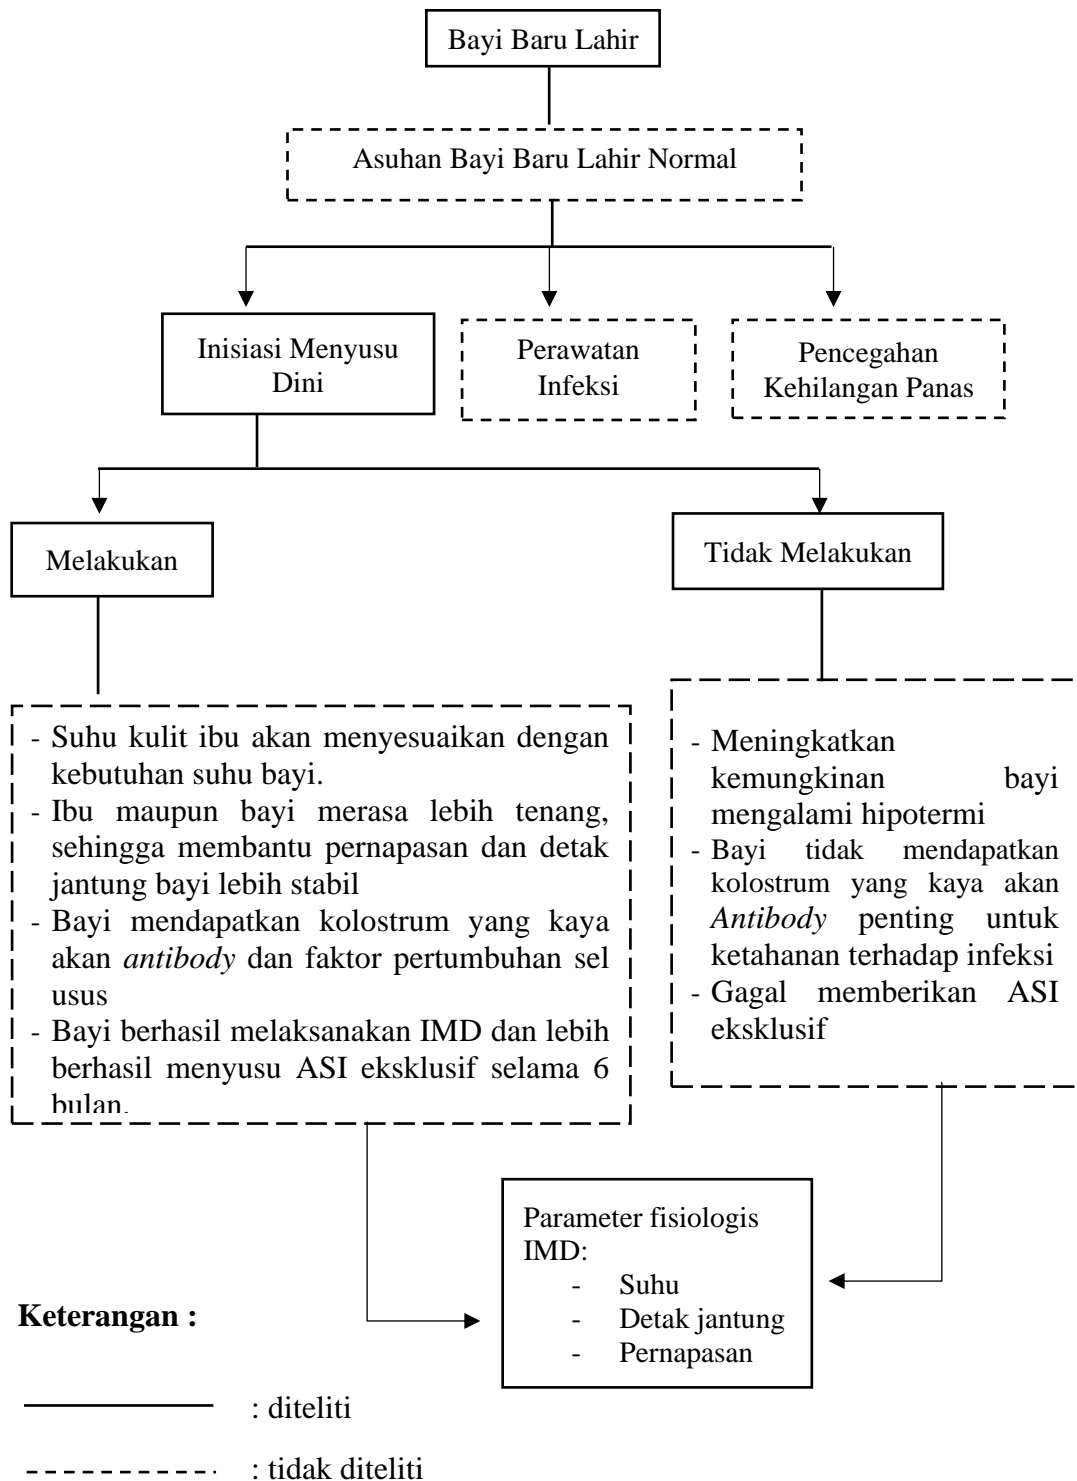 Bayi Baru Lahir
Asuhan Bayi Baru Lahir Normal
Inisiasi Menyusu
Dini
Perawatan
Infeksi
Pencegahan
Kehilangan Panas
Melakukan
Tidak Melakukan
- Suhu kulit ibu akan menyesuaikan dengan
kebutuhan suhu bayi.
- Ibu maupun bayi merasa lebih tenang,
sehingga membantu pernapasan dan detak
jantung bayi lebih stabil
- Bayi mendapatkan kolostrum yang kaya
akan antibody dan faktor pertumbuhan sel
usus
- Bayi berhasil melaksanakan IMD dan lebih
berhasil menyusu ASI eksklusif selama 6
bulan.
- Meningkatkan
kemungkinan bayi
mengalami hipotermi
- Bayi tidak mendapatkan
kolostrum yang kaya akan
Antibody penting untuk
ketahanan terhadap infeksi
- Gagal memberikan ASI
eksklusif
Parameter fisiologis
IMD:
- Suhu
- Detak jantung
- Pernapasan
Keterangan :
: diteliti
: tidak diteliti